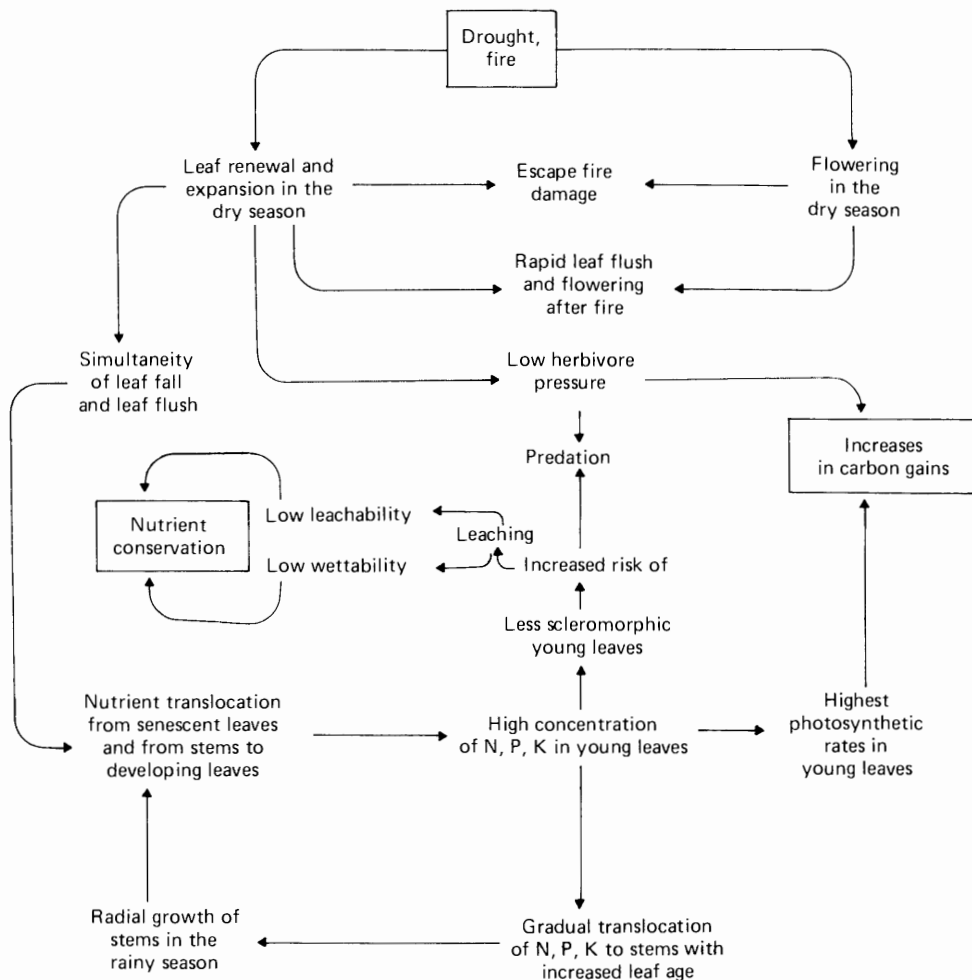 Drought,
fire
Leaf renewal and
expansion in the
dry season
Escape fire
damage
Flowering
in the
dry season
Rapid leaf flush
and flowering
after fire
Simultaneity
of leaf fall
and leaf flush
Low herbivore
pressure
Increases
in carbon gains
Predation
Nutrient
conservation
Low leachability
Leaching
Low wettability
Increased risk of
Less scleromorphic
young leaves
Nutrient translocation
from senescent leaves
and from stems to
developing leaves
High concentration
of N, P, K in young leaves
Highest
photosynthetic
rates in
young leaves
Radial growth of
stems in the
rainy season
Gradual translocation
of N, P, K to stems with
increased leaf age